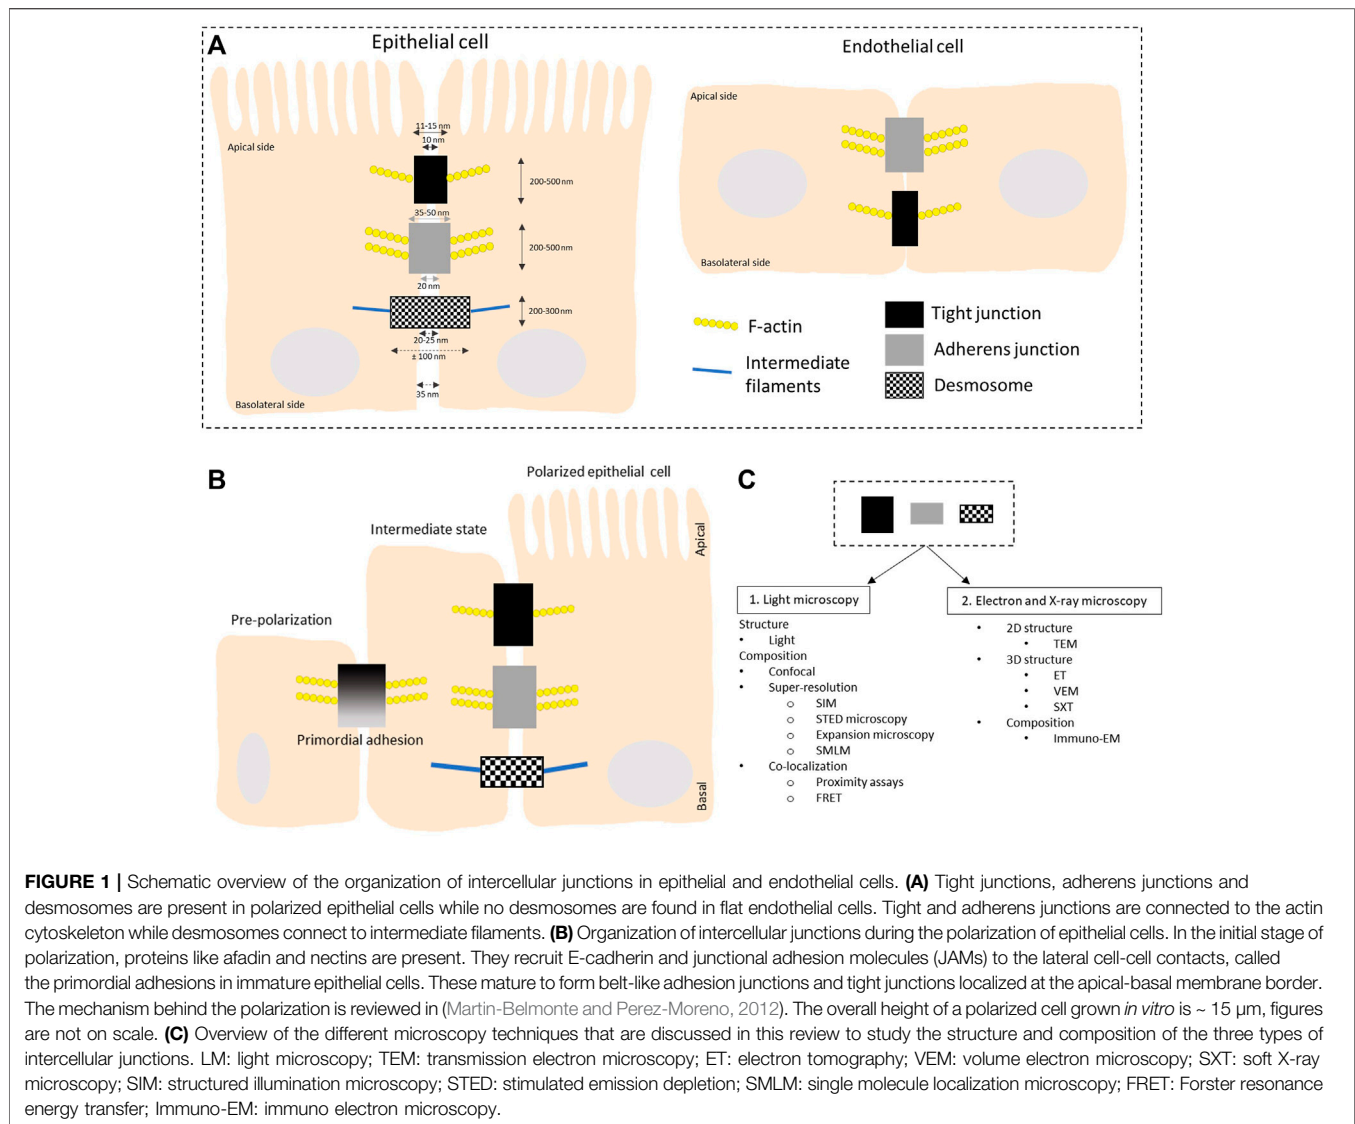 A
Epithelial cell
11-15 nm
10 nm
Apical side
200-500 nm
35-50 nm
200-500nm
20 nm
200-300nm
20-25 nm
± 100 nm
35 nm
Basolateral side
Endothelial cell
Apical side
Basolateral side
F-actin
Intermediate
filaments
Tight junction
Adherens junction
Desmosome
B
Polarized epithelial cell
Intermediate state
Pre-polarization
Primordial adhesion
Apical
Basal
C
1. Light microscopy
Structure
• Light
Composition
• Confocal
• Super-resolution
o SIM
o STED microscopy
o Expansion microscopy
o SMLM
• Co-localization
o Proximity assays
o FRET
2. Electron and X-ray microscopy
• 2D structure
• TEM
• 3D structure
• ET
• VEM
• SXT
• Composition
• Immuno-EM
FIGURE 1 | Schematic overview of the organization of intercellular junctions in epithelial and endothelial cells. (A) Tight junctions, adherens junctions and
desmosomes are present in polarized epithelial cells while no desmosomes are found in flat endothelial cells. Tight and adherens junctions are connected to the actin
cytoskeleton while desmosomes connect to intermediate filaments. (B) Organization of intercellular junctions during the polarization of epithelial cells. In the initial stage of
polarization, proteins like afadin and nectins are present. They recruit E-cadherin and junctional adhesion molecules (JAMs) to the lateral cell-cell contacts, called
the primordial adhesions in immature epithelial cells. These mature to form belt-like adhesion junctions and tight junctions localized at the apical-basal membrane border.
The mechanism behind the polarization is reviewed in (Martin-Belmonte and Perez-Moreno, 2012). The overall height of a polarized cell grown in vitro is ~ 15 μm, figures
are not on scale. (C) Overview of the different microscopy techniques that are discussed in this review to study the structure and composition of the three types of
intercellular junctions. LM: light microscopy; TEM: transmission electron microscopy; ET: electron tomography; VEM: volume electron microscopy; SXT: soft X-ray
microscopy; SIM: structured illumination microscopy; STED: stimulated emission depletion; SMLM: single molecule localization microscopy; FRET: Forster resonance
energy transfer; Immuno-EM: immuno electron microscopy.